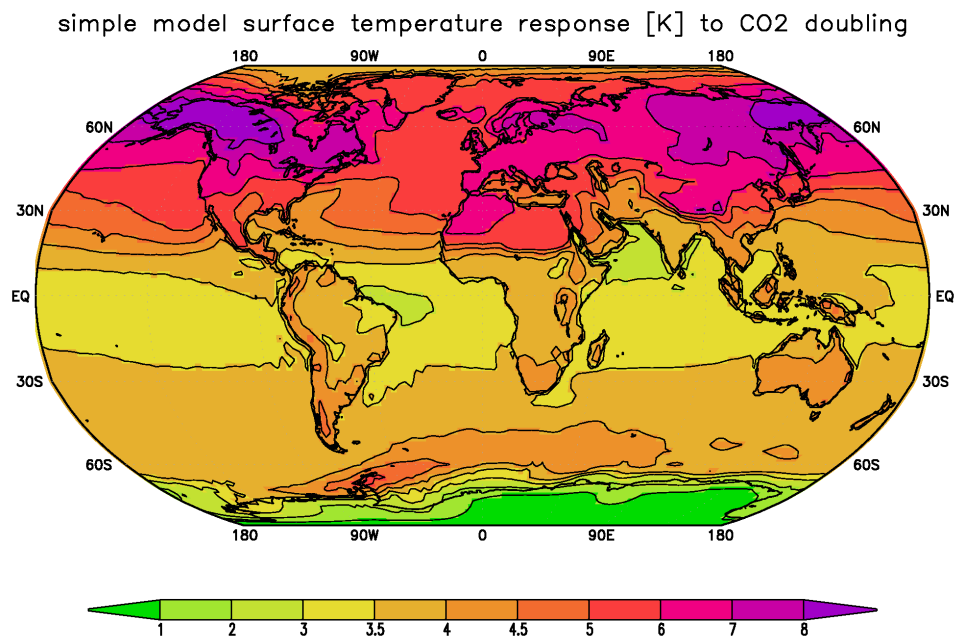 simple model surface temperature response [K] to CO2 doubling
180 90W 0 90E 180
60N 60N
30N 30N
EQ EQ
30S 30S
60S 60S
180 90W 0 90E 180
1 2 3 3.5 4 4.5 5 6 7 8